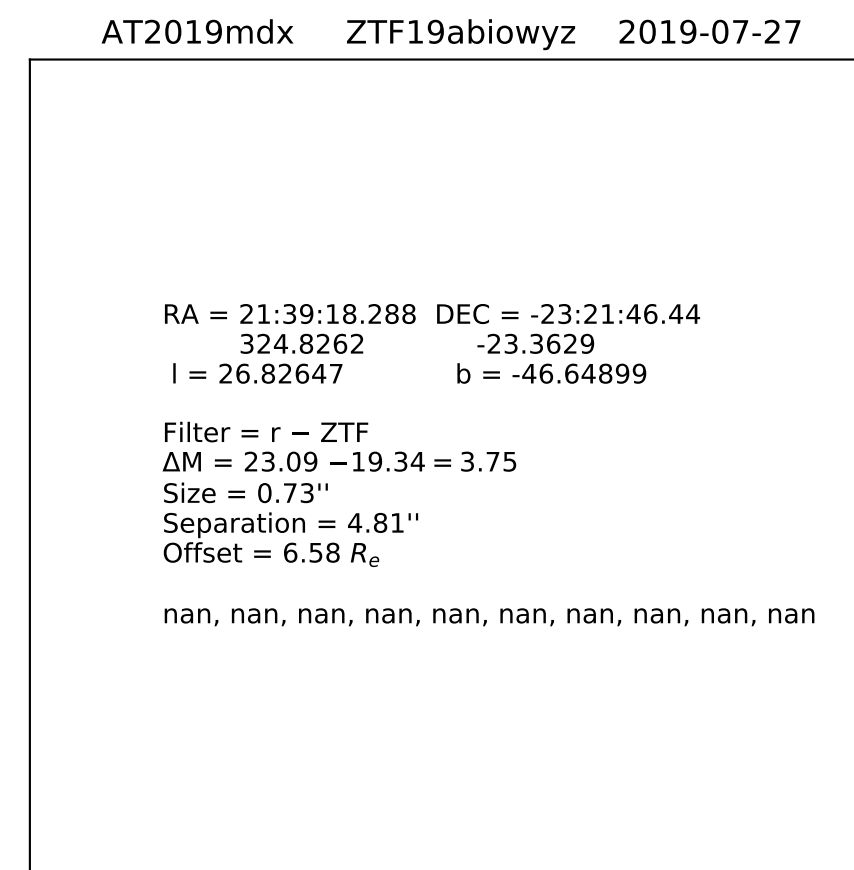 AT2019mdx ZTF19abiowyz 2019-07-27
RA = 21:39:18.288 DEC = -23:21:46.44
324.8262 -23.3629
l = 26.82647 b = -46.64899
Filter = r − ZTF
ΔM = 23.09 −19.34 = 3.75
Size = 0.73''
Separation = 4.81''
Offset = 6.58 Re
nan, nan, nan, nan, nan, nan, nan, nan, nan, nan